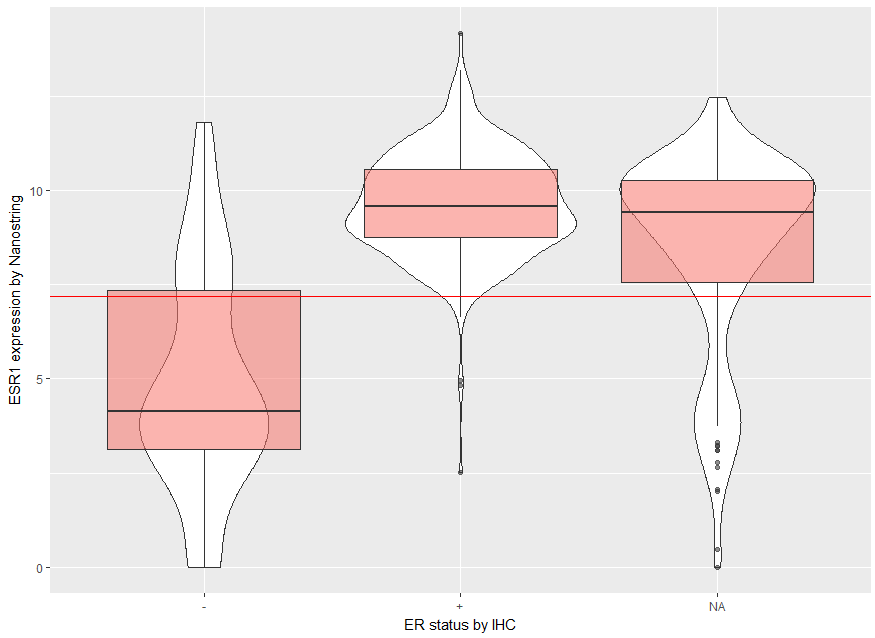 ESR1 expression by Nanostring
10
5
0
-
+
NA
ER status by IHC